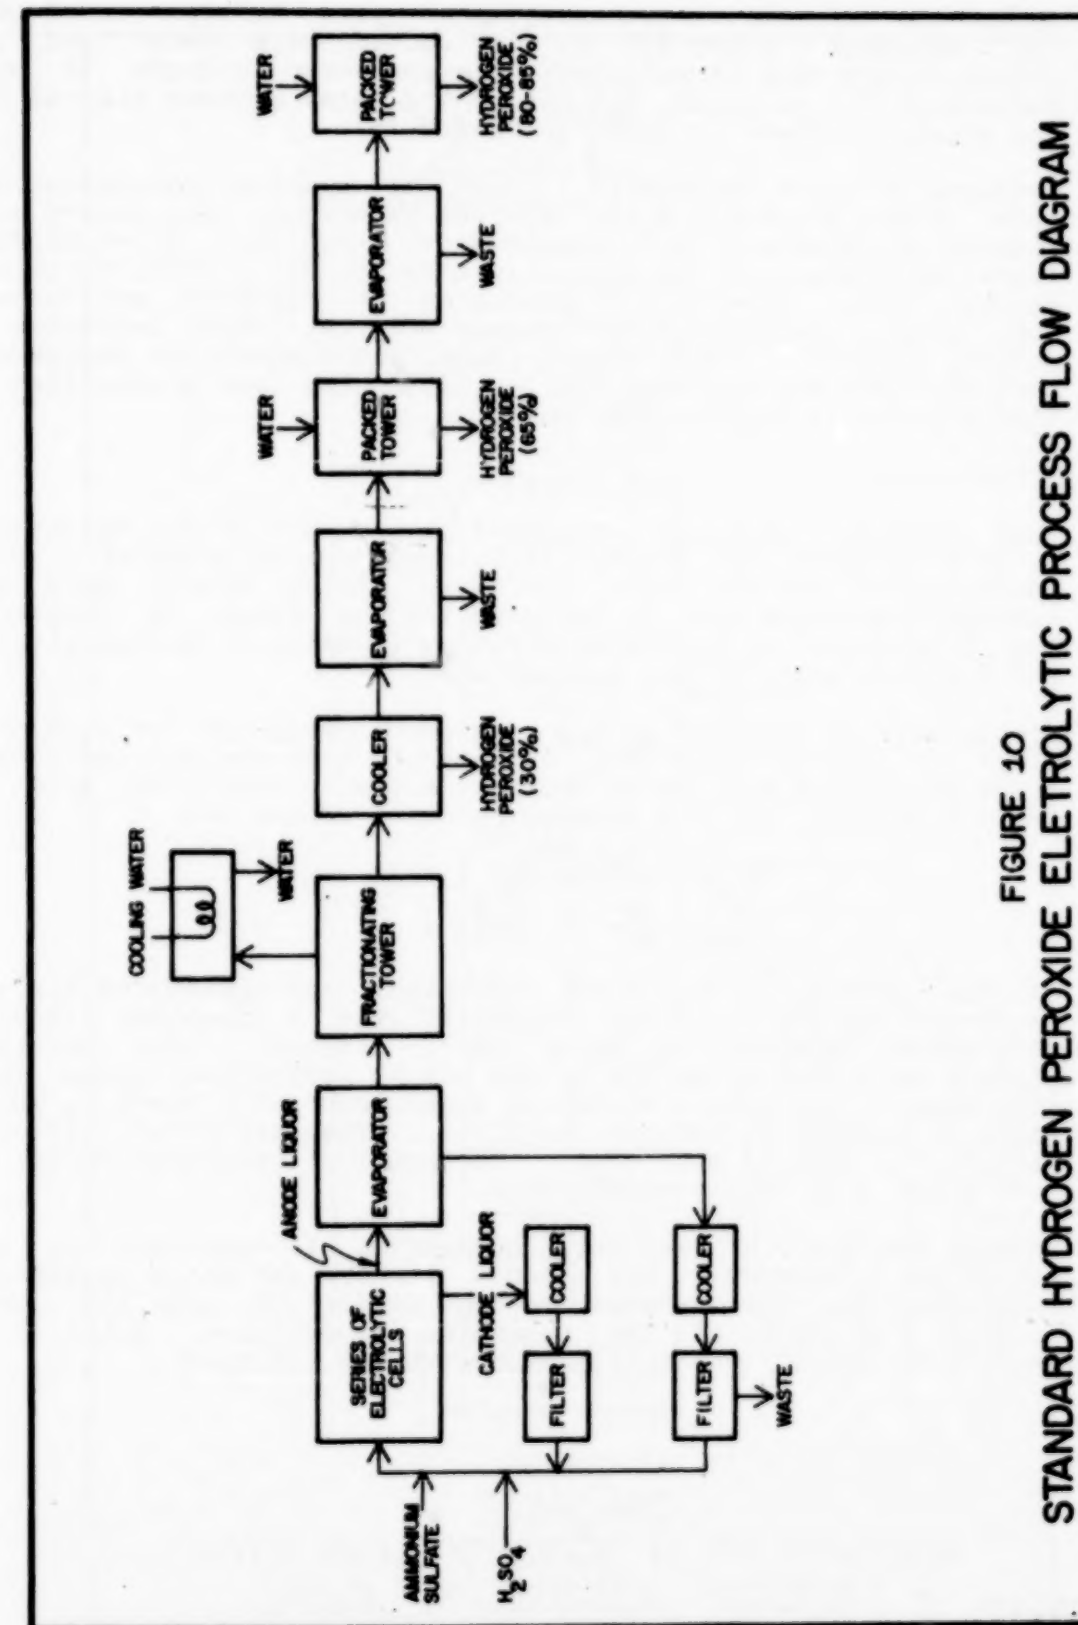 COOLING WATER
WATER
WATER
WATER
ANODE LIQUOR
SERIES OF
ELECTROLYTIC
CELLS
EVAPORATOR
FRACTIONATING
TOWER
COOLER
EVAPORATOR
PACKED
TOWER
EVAPORATOR
PACKED
TOWER
AMMONIUM
SULFATE
H2SO4
CATHODE LIQUOR
HYDROGEN
PEROXIDE
(30%)
WASTE
HYDROGEN
PEROXIDE
(65%)
WASTE
HYDROGEN
PEROXIDE
(80-85%)
FILTER
COOLER
FILTER
COOLER
WASTE
FIGURE 10
STANDARD HYDROGEN PEROXIDE ELETROLYTIC PROCESS FLOW DIAGRAM